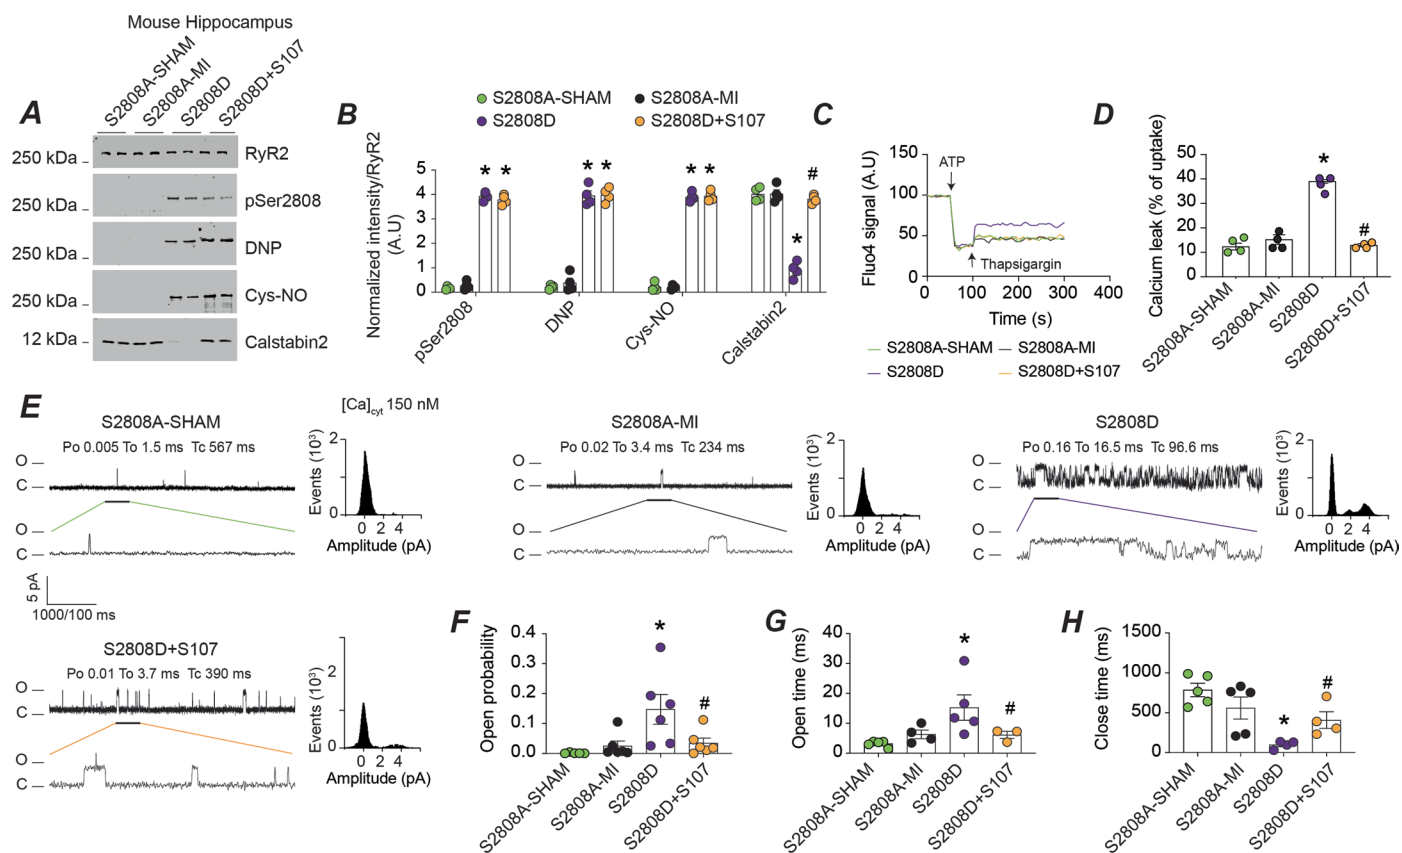 Mouse Hippocampus
A
S2808A-SHAM
S2808A-MI
S2808D
S2808D+S107
250 kDa
RyR2
250 kDa
pSer2808
250 kDa
DNP
250 kDa
Cys-NO
12 kDa
Calstabin2
B
S2808A-SHAM
S2808A-MI
S2808D
S2808D+S107
Normalized intensity/RyR2
(A.U)
5
4
3
2
1
0
* *
* *
* *
*
#
pSer2808
DNP
Cys-NO
Calstabin2
C
Fluo4 signal (A.U)
150
100
50
0
ATP
Thapsigargin
0 100 200 300 400
Time (s)
S2808A-SHAM
S2808A-MI
S2808D
S2808D+S107
D
Calcium leak (% of uptake)
50
40
30
20
10
0
*
#
S2808A-SHAM
S2808A-MI
S2808D
S2808D+S107
E
[Ca]cyt 150 nM
S2808A-SHAM
Po 0.005 To 1.5 ms Tc 567 ms
O
C
O
C
Events (10³)
2
1
0
0 2 4
Amplitude (pA)
5 pA
1000/100 ms
S2808A-MI
Po 0.02 To 3.4 ms Tc 234 ms
O
C
O
C
Events (10³)
2
1
0
0 2 4
Amplitude (pA)
S2808D
Po 0.16 To 16.5 ms Tc 96.6 ms
O
C
O
C
Events (10³)
2
1
0
0 2 4
Amplitude (pA)
S2808D+S107
Po 0.01 To 3.7 ms Tc 390 ms
O
C
O
C
Events (10³)
2
1
0
0 2 4
Amplitude (pA)
F
Open probability
0.4
0.3
0.2
0.1
0.0
*
#
S2808A-SHAM
S2808A-MI
S2808D
S2808D+S107
G
Open time (ms)
40
30
20
10
0
*
#
S2808A-SHAM
S2808A-MI
S2808D
S2808D+S107
H
Close time (ms)
1500
1000
500
0
*
#
S2808A-SHAM
S2808A-MI
S2808D
S2808D+S107